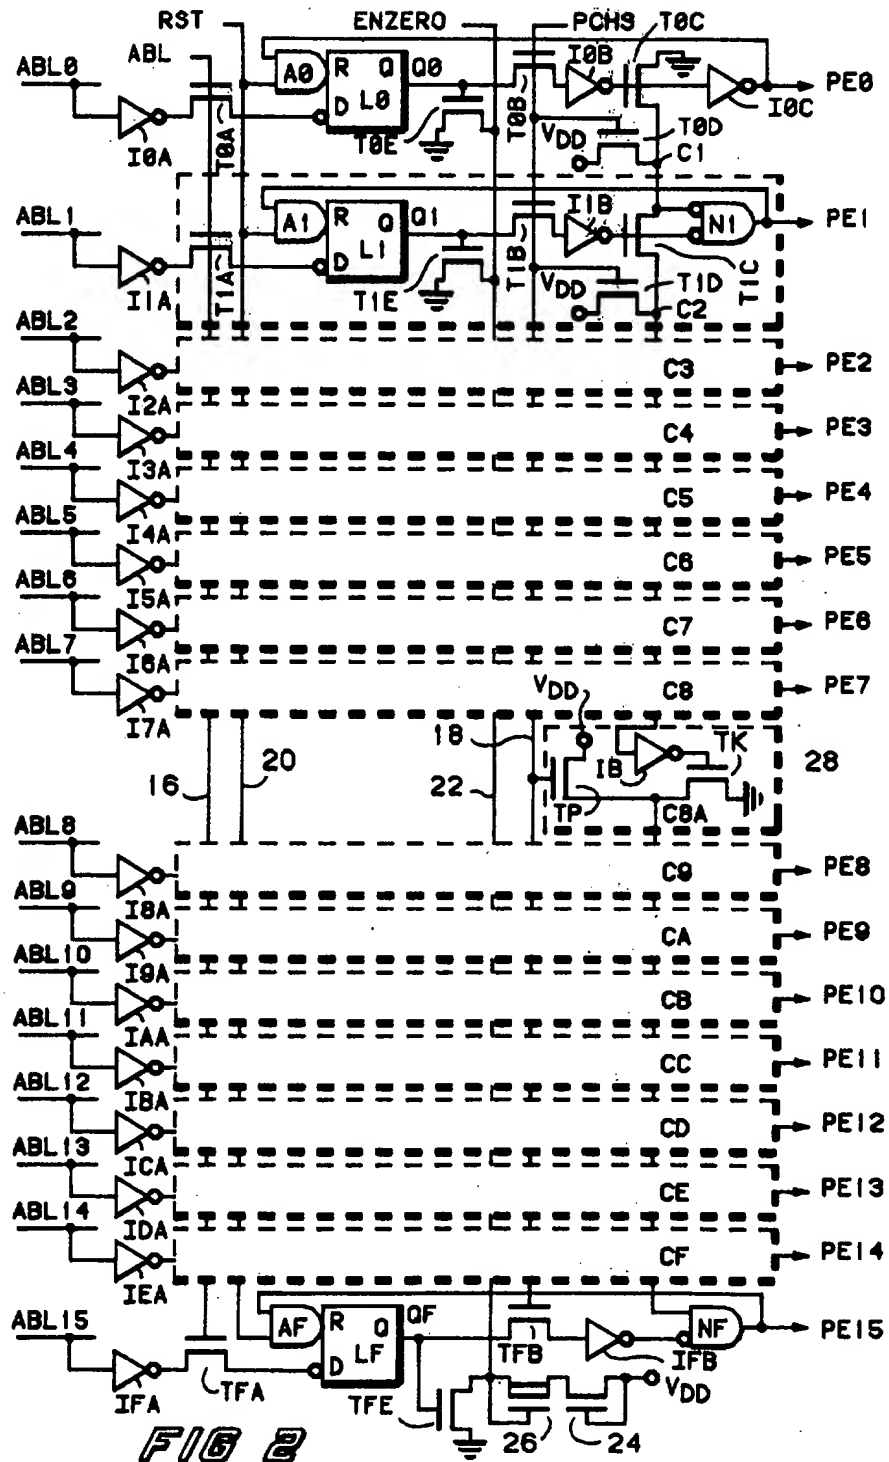 RST ENZERO PCHS T0C
ABL
ABL0 A0 R Q Q0 I0B PE0
D L0 I0C
I0A T0A T0E T0B VDD T0D
C1
ABL1 A1 R Q Q1 I1B N1 PE1
D L1
I1A T1A T1E T1B VDD T1D T1C
C2
ABL2 C3 PE2
I2A
ABL3 C4 PE3
I3A
ABL4 C5 PE4
I4A
ABL5 C6 PE5
I5A
ABL6 C7 PE6
I6A
ABL7 C8 PE7
I7A
VDD
16 20 18 22 IB TK 28
TP C8A
ABL8 C9 PE8
I8A
ABL9 CA PE9
I9A
ABL10 CB PE10
IAA
ABL11 CC PE11
IBA
ABL12 CD PE12
ICA
ABL13 CE PE13
IDA
ABL14 CF PE14
IEA
ABL15 AF R Q QF NF PE15
D LF TFB IFB
IFA TFA TFE VDD
26 24
FIG 2